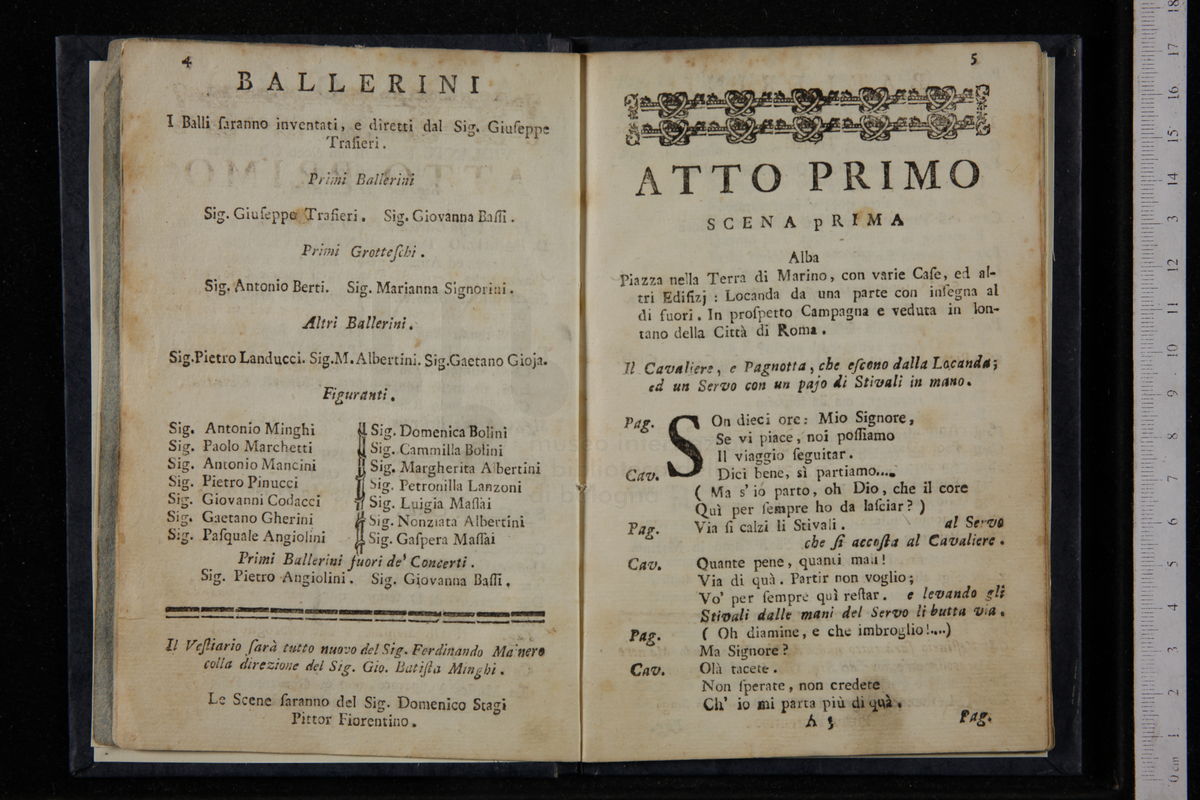 4
BALLERINI
I Balli ſaranno inventati, e diretti dal Sig. Giuſeppe
Traſieri.
Primi Ballerini
Sig. Giuſeppe Traſieri. Sig. Giovanna Baſſi.
Primi Grotteſchi.
Sig. Antonio Berti. Sig. Marianna Signorini.
Altri Ballerini.
Sig.Pietro Landucci. Sig.M.Albertini. Sig.Gaetano Gioja.
Figuranti.
Sig. Antonio Minghi
Sig. Paolo Marchetti
Sig. Antonio Mancini
Sig. Pietro Pinucci
Sig. Giovanni Codacci
Sig. Gaetano Gherini
Sig. Paſquale Angiolini
Sig. Domenica Bolini
Sig. Cammilla Bolini
Sig. Margherita Albertini
Sig. Petronilla Lanzoni
Sig. Luigia Maſſài
Sig. Nonziata Albertini
Sig. Gaſpera Maſſài
Primi Ballerini fuori de' Concerti.
Sig. Pietro Angiolini. Sig. Giovanna Baſſi.
Il Veſtiario ſarà tutto nuovo del Sig. Ferdinando Mainero
colla direzione del Sig. Gio. Batiſta Minghi.
Le Scene ſaranno del Sig. Domenico Stagi
Pittor Fiorentino.
5
ATTO PRIMO
SCENA pRIMA
Alba
Piazza nella Terra di Marino, con varie Caſe, ed al-
tri Edifizj : Locanda da una parte con inſegna al
di fuori. In proſpetto Campagna e veduta in lon-
tano della Città di Roma.
Il Cavaliere, e Pagnotta, che eſcono dalla Locanda;
ed un Servo con un pajo di Stivali in mano.
Pag. SOn dieci ore: Mio Signore,
Se vi piace, noi poſſiamo
Il viaggio ſeguitar.
Cav. Dici bene, sì partiamo....
( Ma s' io parto, oh Dio, che il core
Quì per ſempre ho da laſciar? )
Pag. Via ſi calzi li Stivali. al Servo
che ſi accoſta al Cavaliere.
Cav. Quante pene, quanti mali!
Via di quà. Partir non voglio;
Vo' per ſempre quì reſtar. e levando gli
Stivali dalle mani del Servo li butta via.
Pag. ( Oh diamine, e che imbroglio!....)
Ma Signore?
Cav. Olà tacete.
Non ſperate, non credete
Ch' io mi parta più di quà.
A 3
Pag.